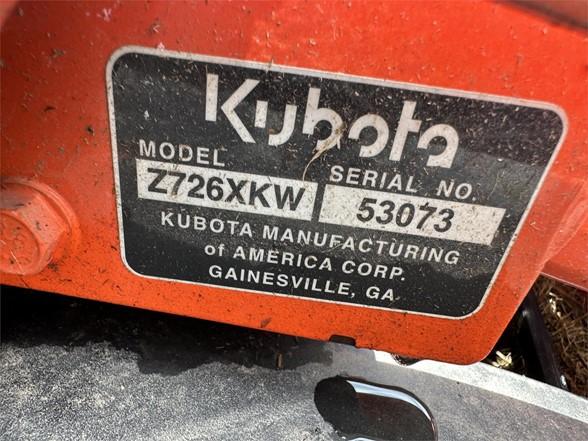 Kubota
MODEL SERIAL NO.
Z726XKW 53073
KUBOTA MANUFACTURING
of AMERICA CORP.
GAINESVILLE, GA